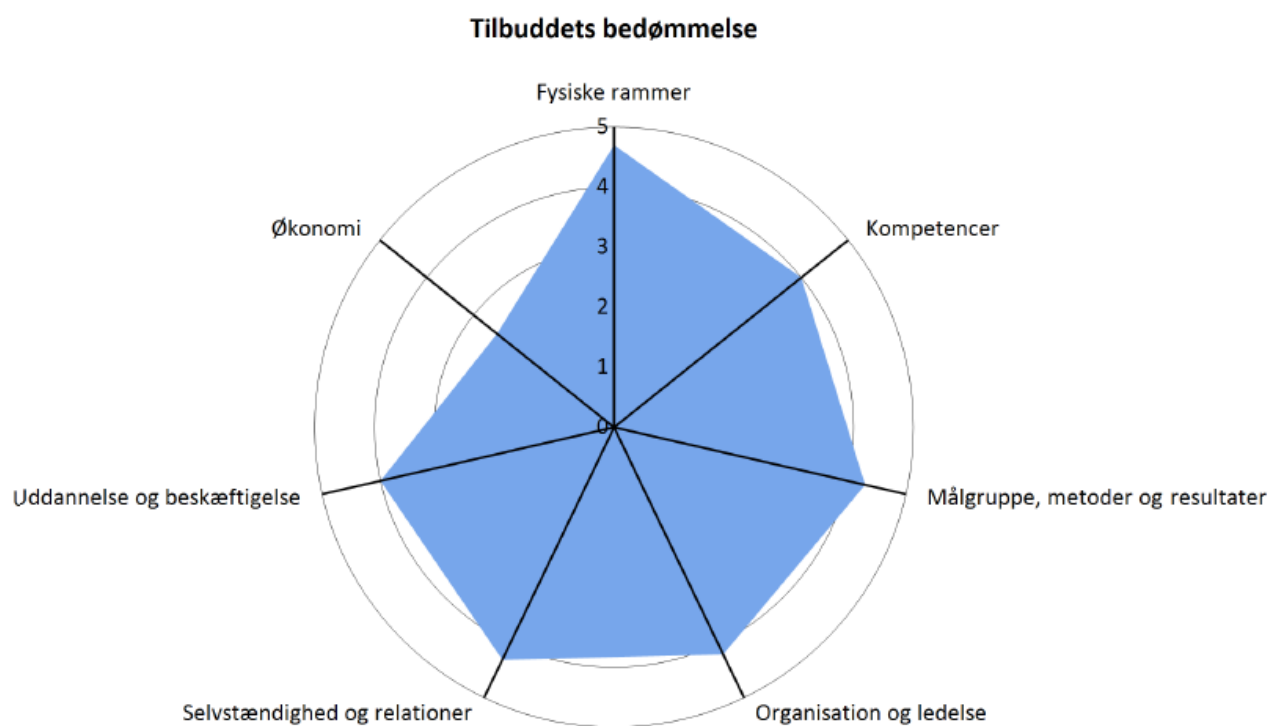 Tilbuddets bedømmelse
Fysiske rammer
5
4
3
2
1
0
Økonomi
Kompetencer
Uddannelse og beskæftigelse
Målgruppe, metoder og resultater
Selvstændighed og relationer
Organisation og ledelse